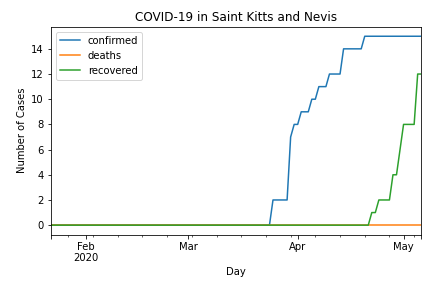 COVID-19 in Saint Kitts and Nevis
confirmed
deaths
recovered
Number of Cases
14
12
10
8
6
4
2
0
Feb
2020
Mar
Apr
May
Day